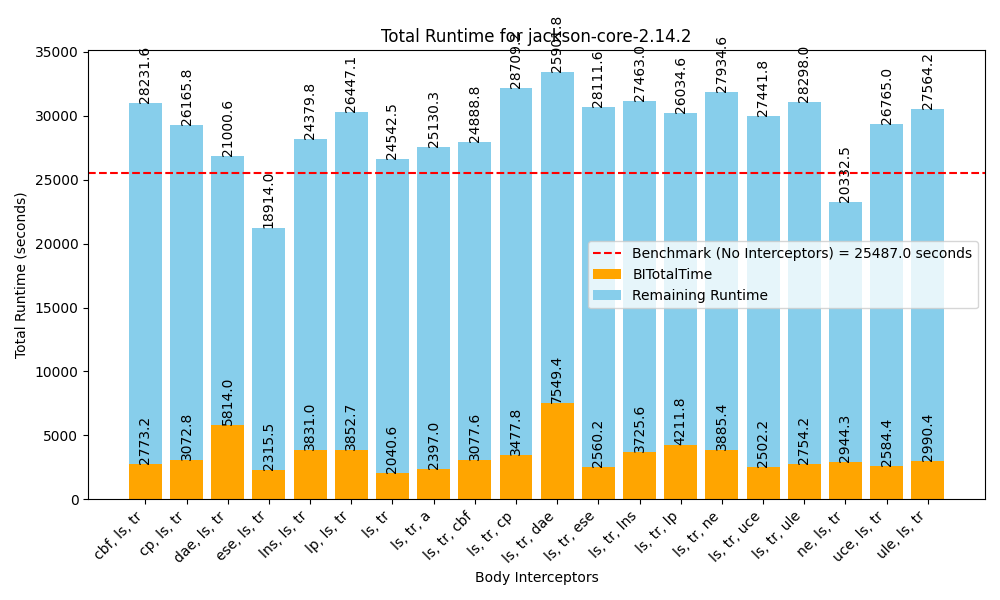 Total Runtime for jackson-core-2.14.2
Total Runtime (seconds)
35000
30000
25000
20000
15000
10000
5000
0
28231.6
26165.8
21000.6
18914.0
24379.8
26447.1
24542.5
25130.3
24888.8
28709.2
25901.8
28111.6
27463.0
26034.6
27934.6
27441.8
28298.0
20332.5
26765.0
27564.2
Benchmark (No Interceptors) = 25487.0 seconds
BITotalTime
Remaining Runtime
2773.2
3072.8
5814.0
2315.5
3831.0
3852.7
2040.6
2397.0
3077.6
3477.8
7549.4
2560.2
3725.6
4211.8
3885.4
2502.2
2754.2
2944.3
2584.4
2990.4
cbf, ls, tr
cp, ls, tr
dae, ls, tr
ese, ls, tr
lns, ls, tr
lp, ls, tr
ls, tr
ls, tr, a
ls, tr, cbf
ls, tr, cp
ls, tr, dae
ls, tr, ese
ls, tr, lns
ls, tr, lp
ls, tr, ne
ls, tr, uce
ls, tr, ule
ne, ls, tr
uce, ls, tr
ule, ls, tr
Body Interceptors